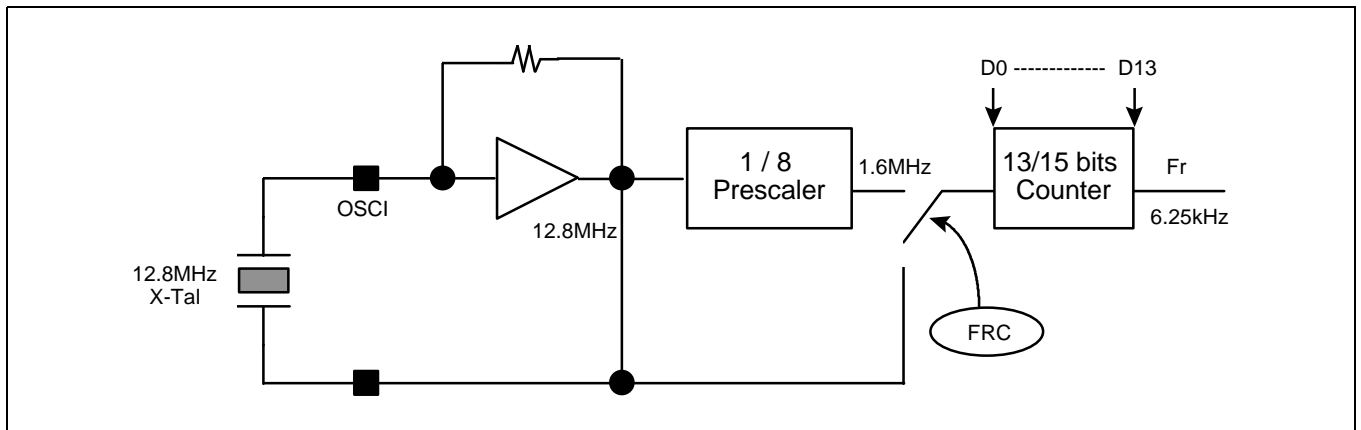 D0 ------------- D13
1 / 8
Prescaler
1.6MHz
13/15 bits
Counter
Fr
6.25kHz
OSCI
12.8MHz
12.8MHz
X-Tal
FRC